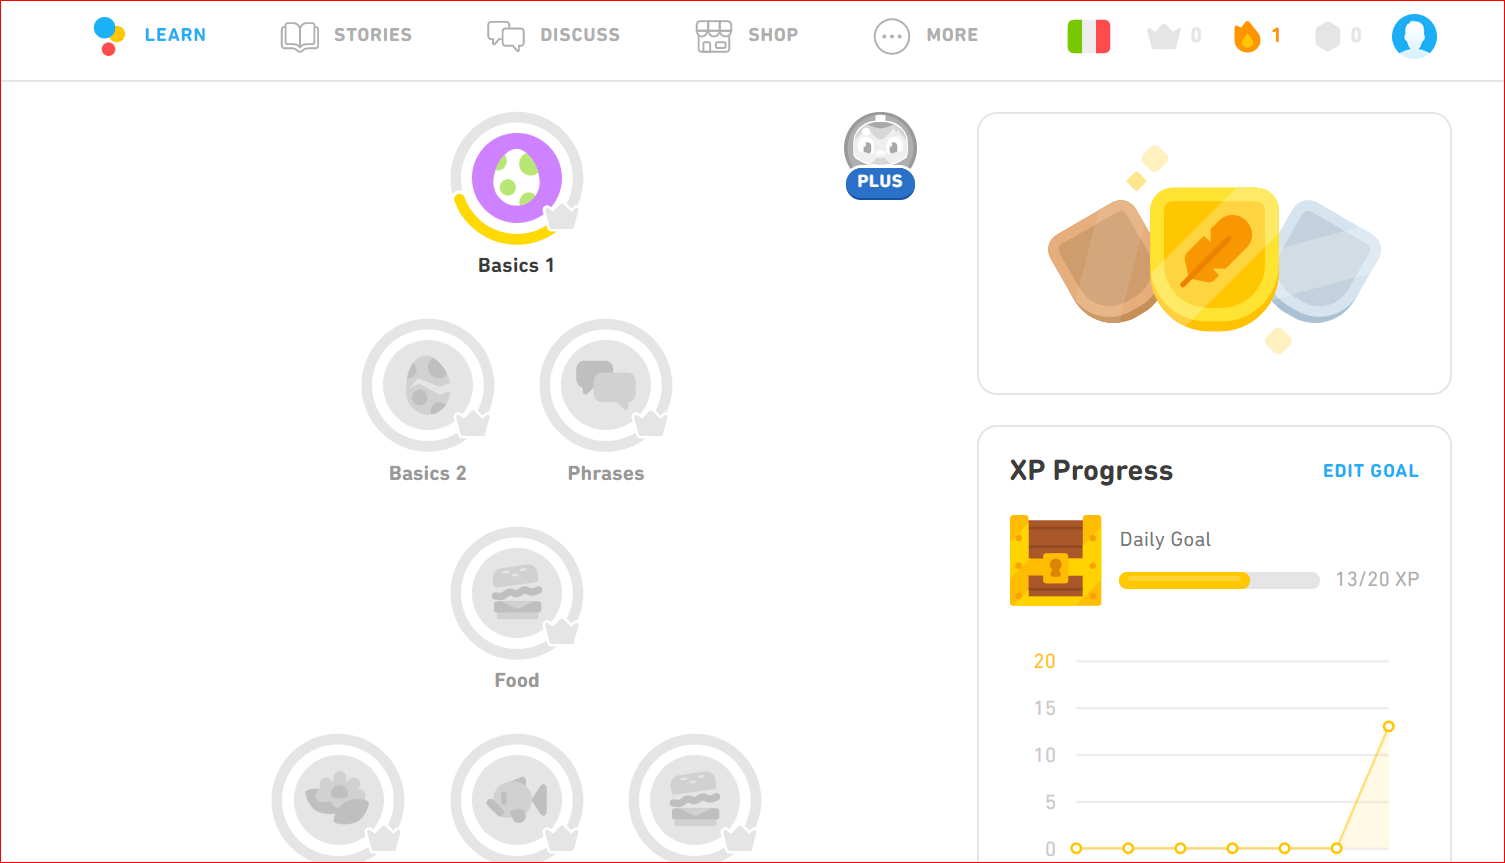 LEARN
STORIES
DISCUSS
SHOP
MORE
0
1
0
PLUS
Basics 1
Basics 2
Phrases
Food
XP Progress
EDIT GOAL
Daily Goal
13/20 XP
20
15
10
5
0